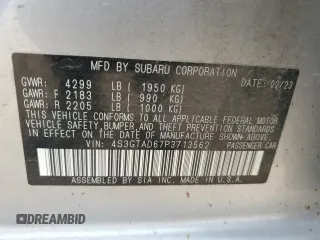 MFD BY SUBARU CORPORATION DATE: 02/23
GVWR: 4299 LB ( 1950 KG)
GAWR: F 2183 LB ( 990 KG)
GAWR: R 2205 LB ( 1000 KG)
THIS VEHICLE CONFORMS TO ALL APPLICABLE
FEDERAL MOTOR VEHICLE SAFETY, BUMPER, AND THEFT
PREVENTION STANDARDS IN EFFECT ON THE DATE
OF MANUFACTURE SHOWN ABOVE.
VIN: 4S3GTAD67P3713562 PASSENGER CAR
ASSEMBLED BY SIA INC. MADE IN U.S.A.
DREAMBID